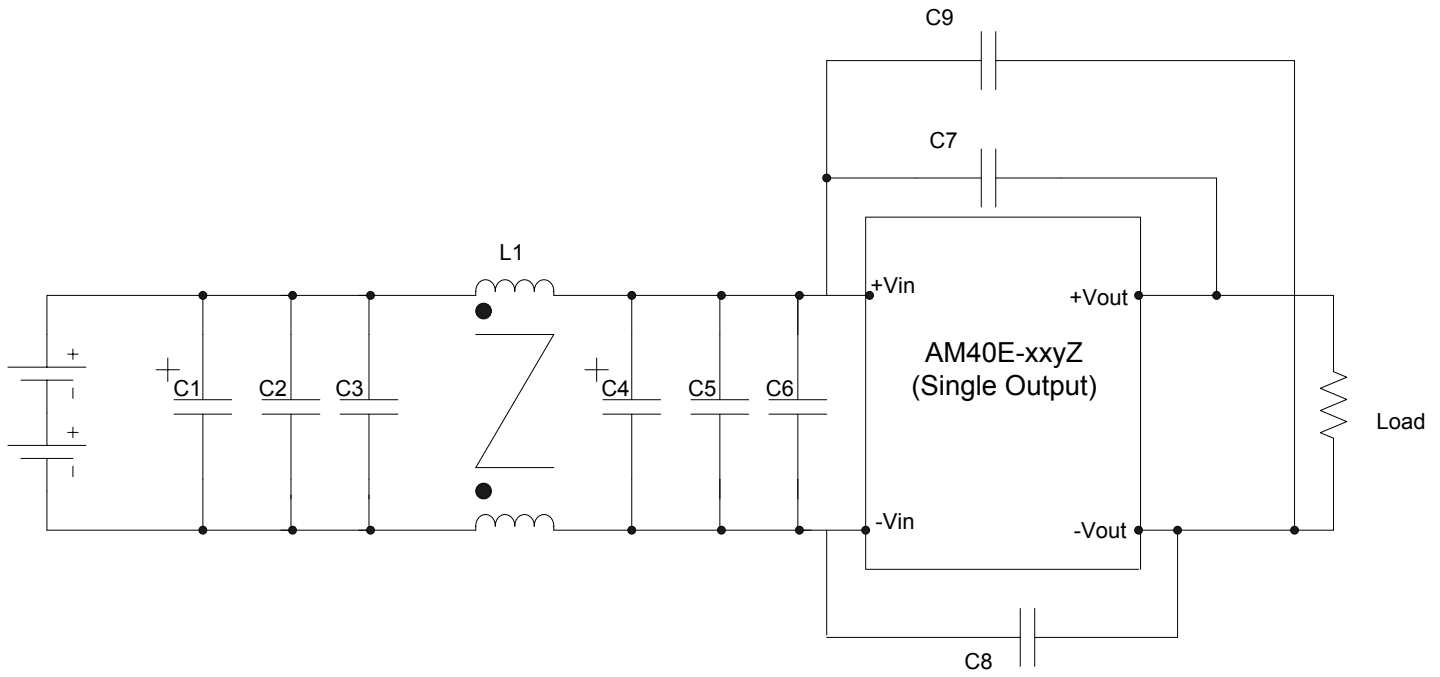 C9
C7
L1
+Vin
+Vout
AM40E-xxyZ
(Single Output)
+
+
+
C1
C2
C3
C4
C5
C6
Load
−
+
−
-Vin
-Vout
C8